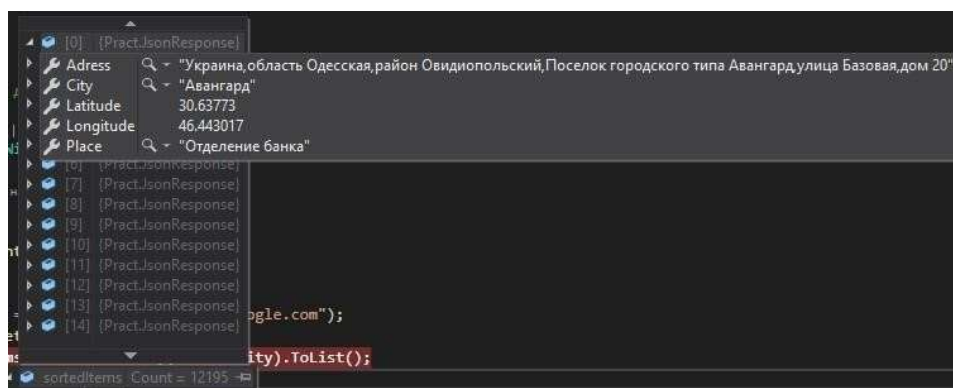 [0] {Pract.JsonResponse}
Adress "Украина,область Одесская,район Овидиопольский,Поселок городского типа Авангард,улица Базовая,дом 20"
City "Авангард"
Latitude 30.63773
Longitude 46.443017
Place "Отделение банка"
[6] {Pract.JsonResponse}
[7] {Pract.JsonResponse}
[8] {Pract.JsonResponse}
[9] {Pract.JsonResponse}
[10] {Pract.JsonResponse}
[11] {Pract.JsonResponse}
[12] {Pract.JsonResponse}
[13] {Pract.JsonResponse} ogle.com");
[14] {Pract.JsonResponse}
ity).ToList();
sortedItems Count = 12195